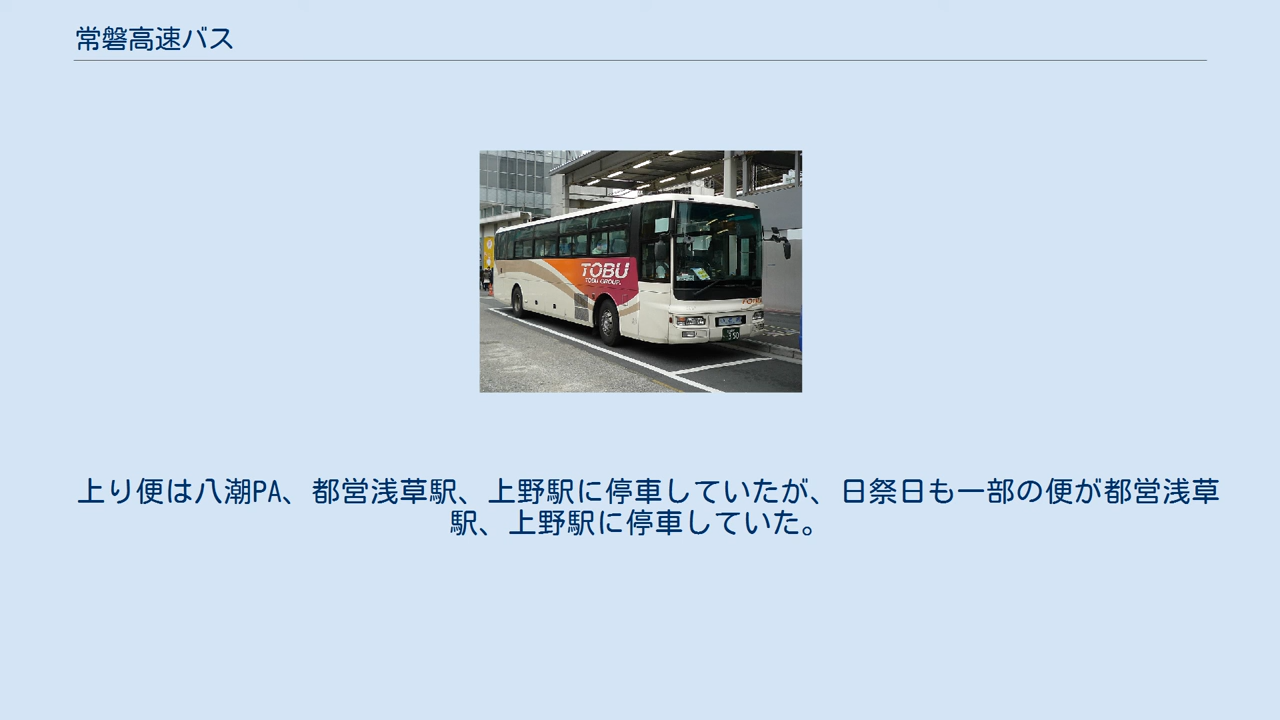 常磐高速バス
TOBU
TOBU GROUP
350
上り便は八潮PA、都営浅草駅、上野駅に停車していたが、日祭日も一部の便が都営浅草
駅、上野駅に停車していた。